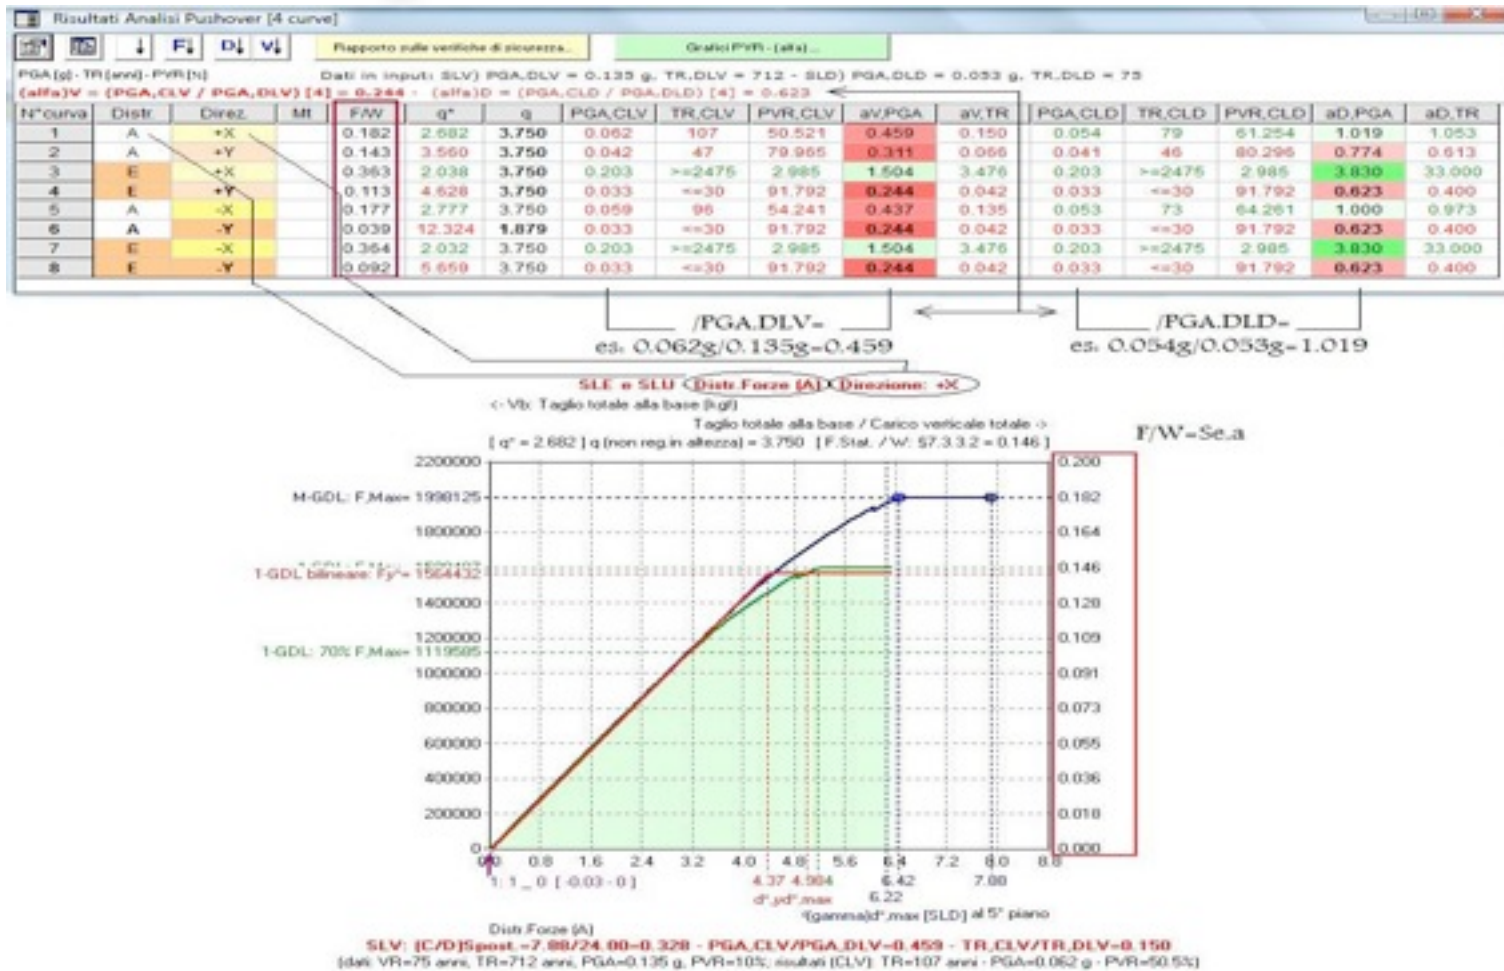 Risultati Analisi Pushover [4 curve]
F↓ D↓ V↓ Rapporto sulle verifiche di sicurezza... Grafici PVR - (alfa)...
PGA [g] - TR [anni] - PVR [%] Dati in input: SLV) PGA,DLV = 0.135 g, TR,DLV = 712 - SLD) PGA,DLD = 0.053 g, TR,DLD = 75
(alfa)V = (PGA,CLV / PGA,DLV) [4] = 0.244 - (alfa)D = (PGA,CLD / PGA,DLD) [4] = 0.623
N°curva Distr. Direz. Mt F/W q* q PGA,CLV TR,CLV PVR,CLV aV,PGA aV,TR PGA,CLD TR,CLD PVR,CLD aD,PGA aD,TR
1 A +X 0.182 2.682 3.750 0.062 107 50.521 0.459 0.150 0.054 79 61.254 1.019 1.053
2 A +Y 0.143 3.560 3.750 0.042 47 79.965 0.311 0.066 0.041 46 80.296 0.774 0.613
3 E +X 0.363 2.038 3.750 0.203 >=2475 2.985 1.504 3.476 0.203 >=2475 2.985 3.830 33.000
4 E +Y 0.113 4.628 3.750 0.033 <=30 91.792 0.244 0.042 0.033 <=30 91.792 0.623 0.400
5 A -X 0.177 2.777 3.750 0.059 96 54.241 0.437 0.135 0.053 73 64.261 1.000 0.973
6 A -Y 0.039 12.324 1.879 0.033 <=30 91.792 0.244 0.042 0.033 <=30 91.792 0.623 0.400
7 E -X 0.364 2.032 3.750 0.203 >=2475 2.985 1.504 3.476 0.203 >=2475 2.985 3.830 33.000
8 E -Y 0.092 5.659 3.750 0.033 <=30 91.792 0.244 0.042 0.033 <=30 91.792 0.623 0.400
/PGA.DLV= /PGA.DLD=
es. 0.062g/0.135g=0.459 es. 0.054g/0.053g=1.019
SLE e SLU Distr.Forze [A] Direzione: +X
<- Vb: Taglio totale alla base [kgf]
Taglio totale alla base / Carico verticale totale ->
[ q* = 2.682 ] q (non reg.in altezza) = 3.750 [ F.Stat. / W: §7.3.3.2 = 0.146 ]
F/W=Se.a
2200000 0.200
M-GDL: F,Max= 1998125 0.182
1800000 0.164
1-GDL bilineare: Fy*= 1564432 0.146
1400000 0.128
1200000 0.109
1-GDL: 70% F,Max= 1119585
1000000 0.091
800000 0.073
600000 0.055
400000 0.036
200000 0.018
0 0.000
0.0 0.8 1.6 2.4 3.2 4.0 4.8 5.6 6.4 7.2 8.0 8.8
1: 1 _ 0 [ -0.03 - 0 ] 4.37 4.984 6.42 7.88
d*,y d*,max 6.22
*(gamma)d*,max [SLD] al 5° piano
Distr.Forze [A]
SLV: [C/D]Spost.=7.88/24.00=0.328 - PGA,CLV/PGA,DLV=0.459 - TR,CLV/TR,DLV=0.150
(dati: VR=75 anni, TR=712 anni, PGA=0.135 g, PVR=10%; risultati (CLV): TR=107 anni - PGA=0.062 g - PVR=50.5%)